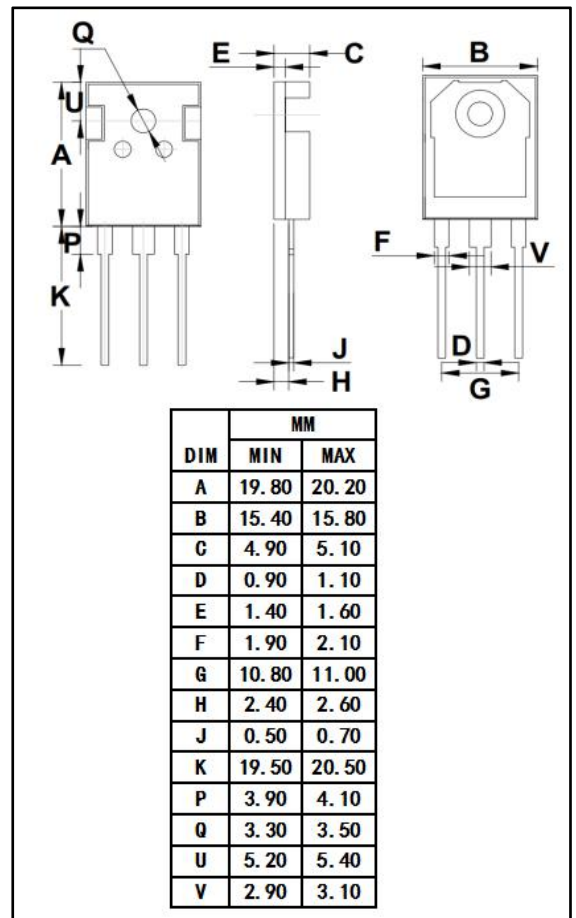 Q
E C B
U
A
P
K
F V
J D
H G
MM
DIM MIN MAX
A 19.80 20.20
B 15.40 15.80
C 4.90 5.10
D 0.90 1.10
E 1.40 1.60
F 1.90 2.10
G 10.80 11.00
H 2.40 2.60
J 0.50 0.70
K 19.50 20.50
P 3.90 4.10
Q 3.30 3.50
U 5.20 5.40
V 2.90 3.10